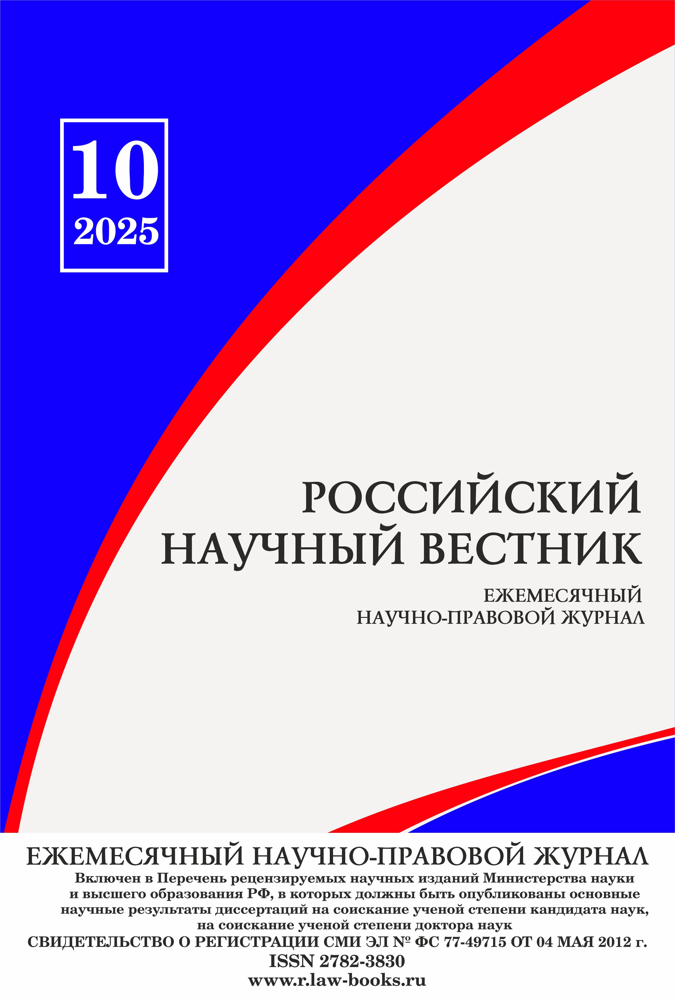 10
2025
РОССИЙСКИЙ
НАУЧНЫЙ ВЕСТНИК
ЕЖЕМЕСЯЧНЫЙ
НАУЧНО-ПРАВОВОЙ ЖУРНАЛ
ЕЖЕМЕСЯЧНЫЙ НАУЧНО-ПРАВОВОЙ ЖУРНАЛ
Включен в Перечень рецензируемых научных изданий Министерства науки
и высшего образования РФ, в которых должны быть опубликованы основные
научные результаты диссертаций на соискание ученой степени кандидата наук,
на соискание ученой степени доктора наук
СВИДЕТЕЛЬСТВО О РЕГИСТРАЦИИ СМИ ЭЛ № ФС 77-49715 ОТ 04 МАЯ 2012 г.
ISSN 2782-3830
www.r.law-books.ru